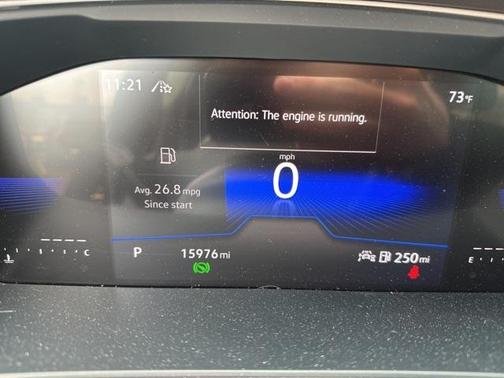 11:21
73°F
Attention: The engine is running.
mph
0
Avg. 26.8 mpg
Since start
C
P
15976 mi
250 mi
E